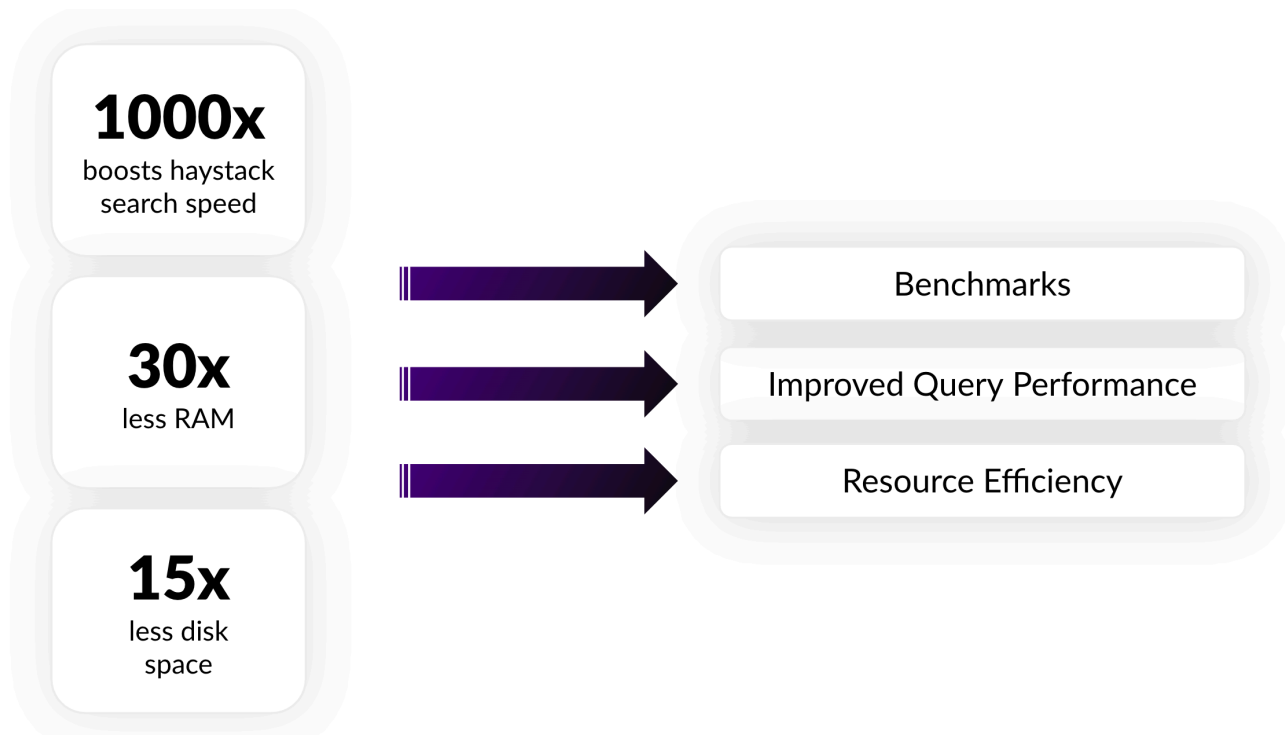 1000x
boosts haystack
search speed
30x
less RAM
15x
less disk
space
Benchmarks
Improved Query Performance
Resource Efficiency